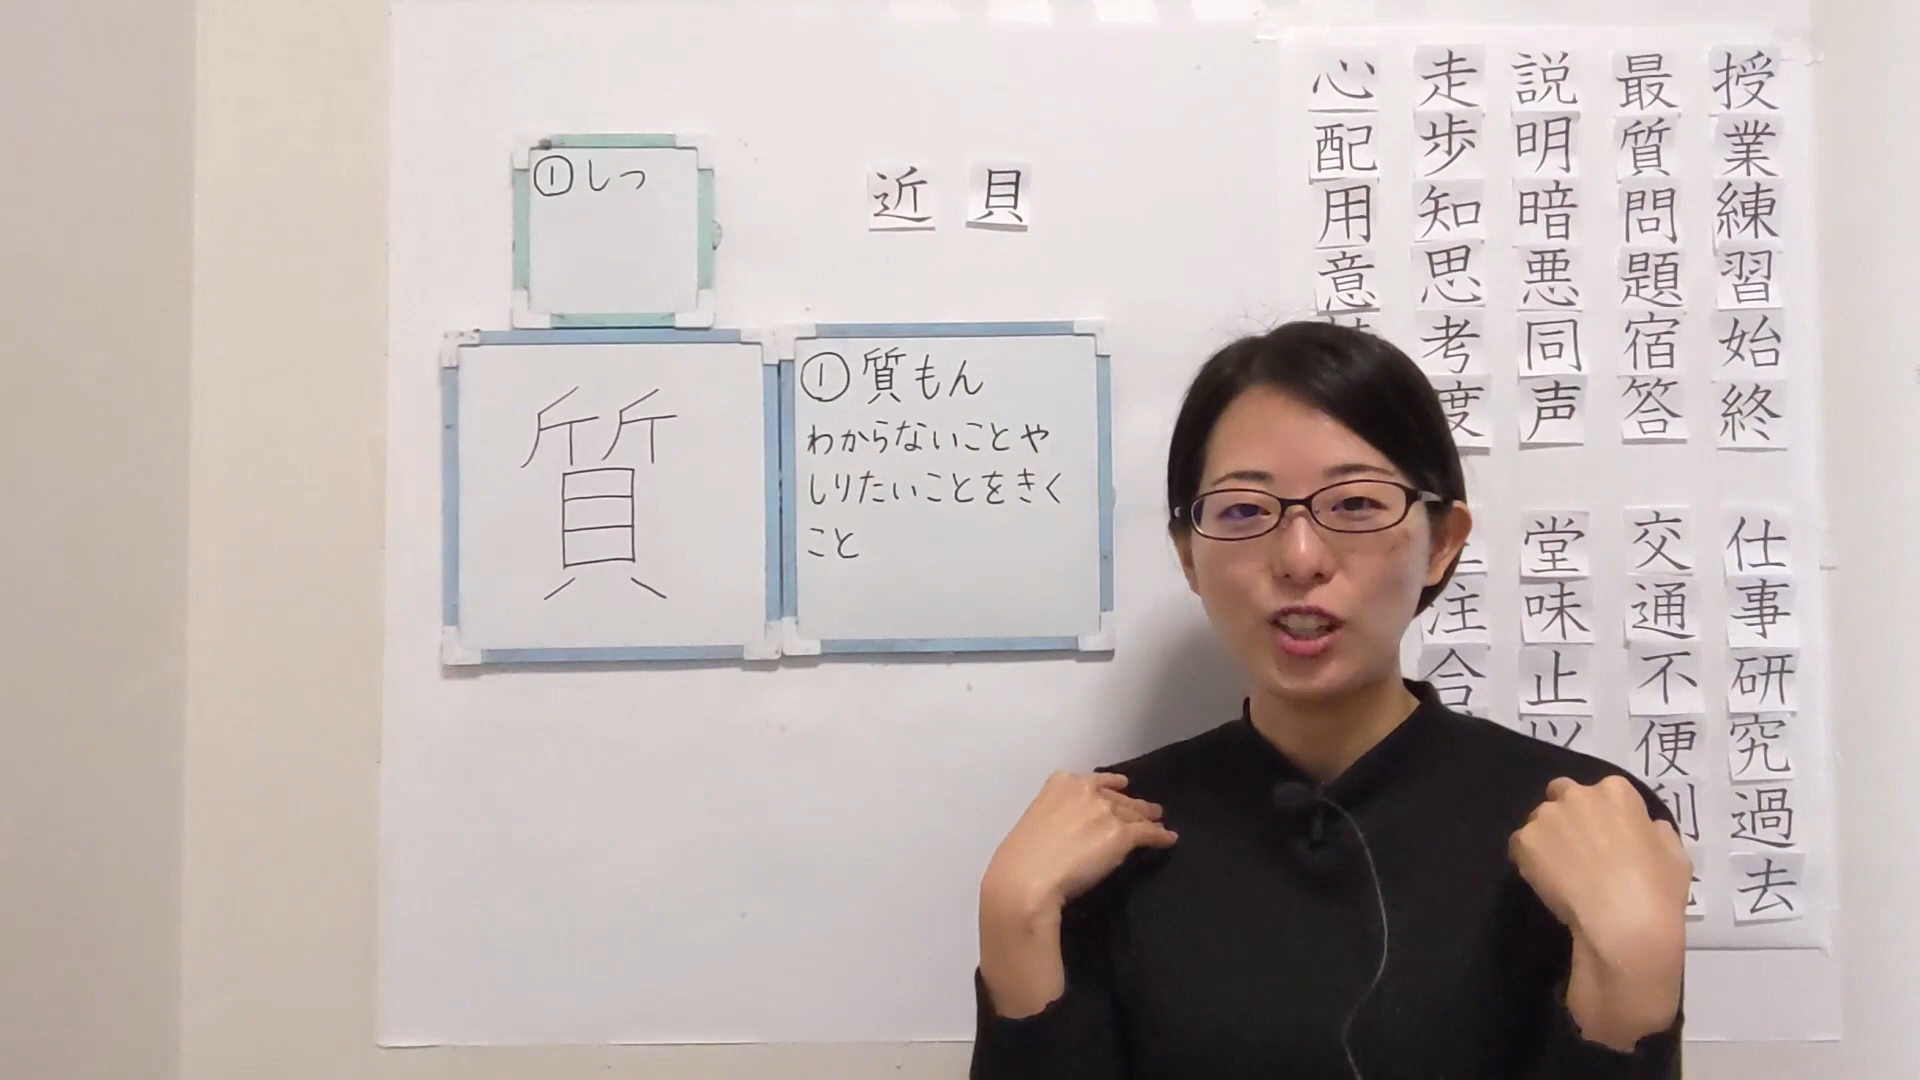 ①しつ
近 貝
質
①質もん
わからないことや
しりたいことをきく
こと
授業練習始終
最質問題宿答
説明暗悪同声
走歩知思考度
心配用意
仕事研究過去
交通不便利
堂味止以
注合